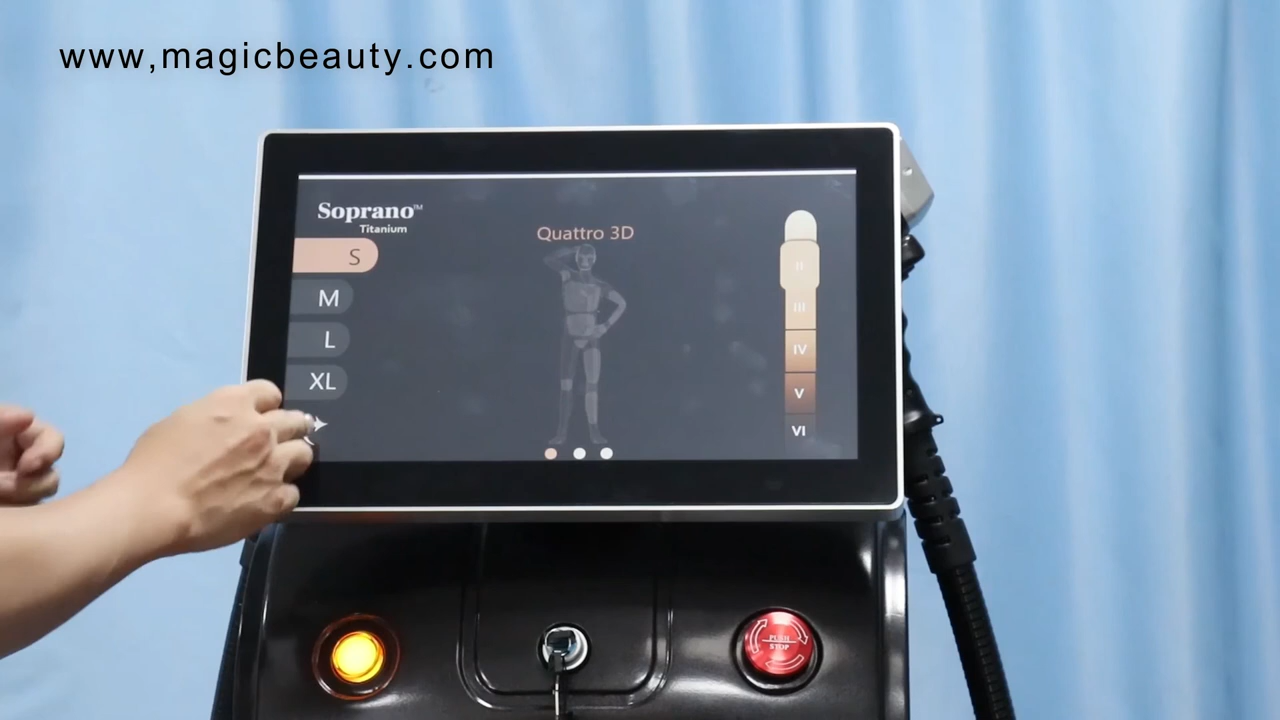 www,magicbeauty.com
Soprano™
Titanium
Quattro 3D
S
M
L
XL
II
III
IV
V
VI
PUSH
STOP